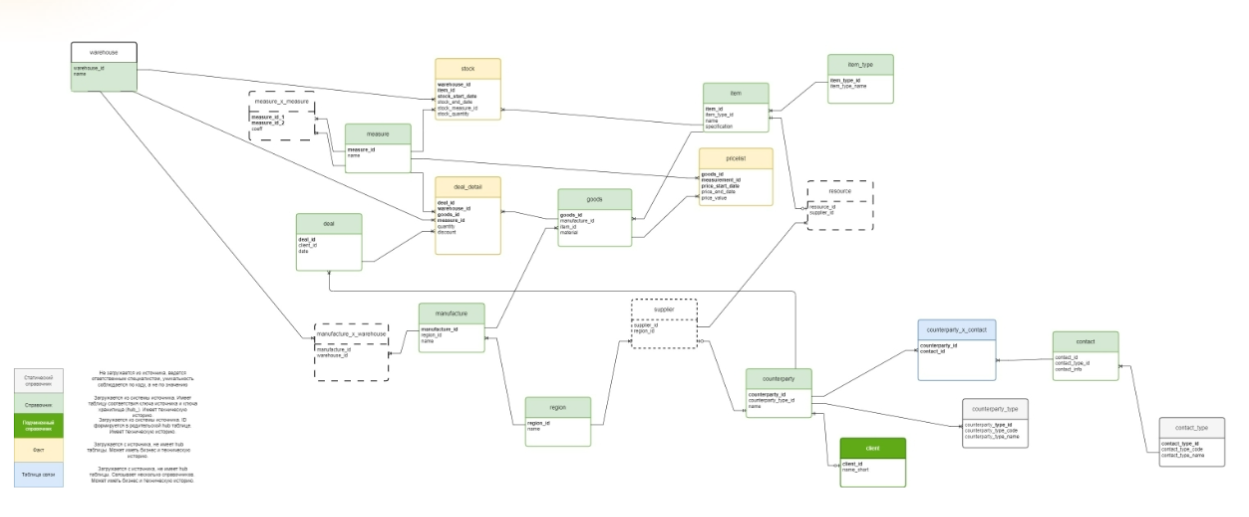 warehouse
warehouse_id
name
stock
warehouse_id
item_id
stock_start_date
stock_end_date
stock_measure_id
stock_quantity
item_type
item_type_id
item_type_name
measure_x_measure
measure_id_1
measure_id_2
coeff
item
item_id
item_type_id
name
specification
measure
measure_id
name
pricelist
goods_id
measurement_id
price_start_date
price_end_date
price_value
deal_detail
deal_id
warehouse_id
goods_id
measure_id
quantity
discount
goods
goods_id
manufacture_id
item_id
material
resource
resource_id
supplier_id
deal
deal_id
client_id
date
manufacture
manufacture_id
region_id
name
supplier
supplier_id
region_id
manufacture_x_warehouse
manufacture_id
warehouse_id
counterparty_x_contact
counterparty_id
contact_id
contact
contact_id
contact_type_id
contact_info
counterparty
counterparty_id
counterparty_type_id
name
region
region_id
name
counterparty_type
counterparty_type_id
counterparty_type_code
counterparty_type_name
contact_type
contact_type_id
contact_type_code
contact_type_name
client
client_id
name_short
Статический
справочник
Не загружается из источника, ведется
ответственным специалистом, уникальность
соблюдается по коду, а не по значению
Справочник
Загружается из системы источника. Имеет
таблицу соответствия ключа источника и ключа
хранилища (hub_). Имеет техническую
историю.
справочник
Загружается из системы источника. ID
формируется в родительской hub таблице.
Имеет техническую историю.
Факт
Загружается с источника, не имеет hub
таблицы. Может иметь бизнес и техническую
историю.
Таблица связи
Загружается с источника, не имеет hub
таблицы. Связывает несколько справочников.
Может иметь бизнес и техническую историю.